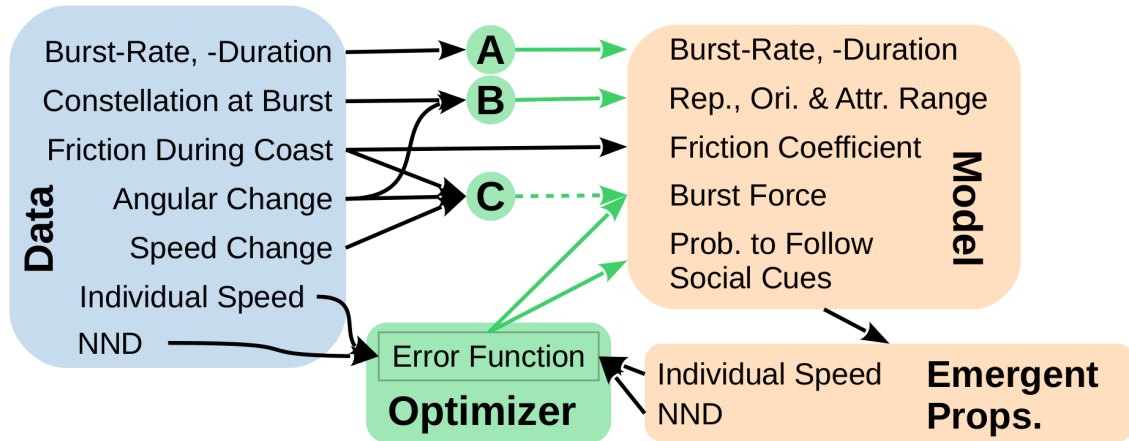 Data
Burst-Rate, -Duration
Constellation at Burst
Friction During Coast
Angular Change
Speed Change
Individual Speed
NND
A
B
C
Model
Burst-Rate, -Duration
Rep., Ori. & Attr. Range
Friction Coefficient
Burst Force
Prob. to Follow
Social Cues
Error Function
Optimizer
Individual Speed
NND
Emergent
Props.